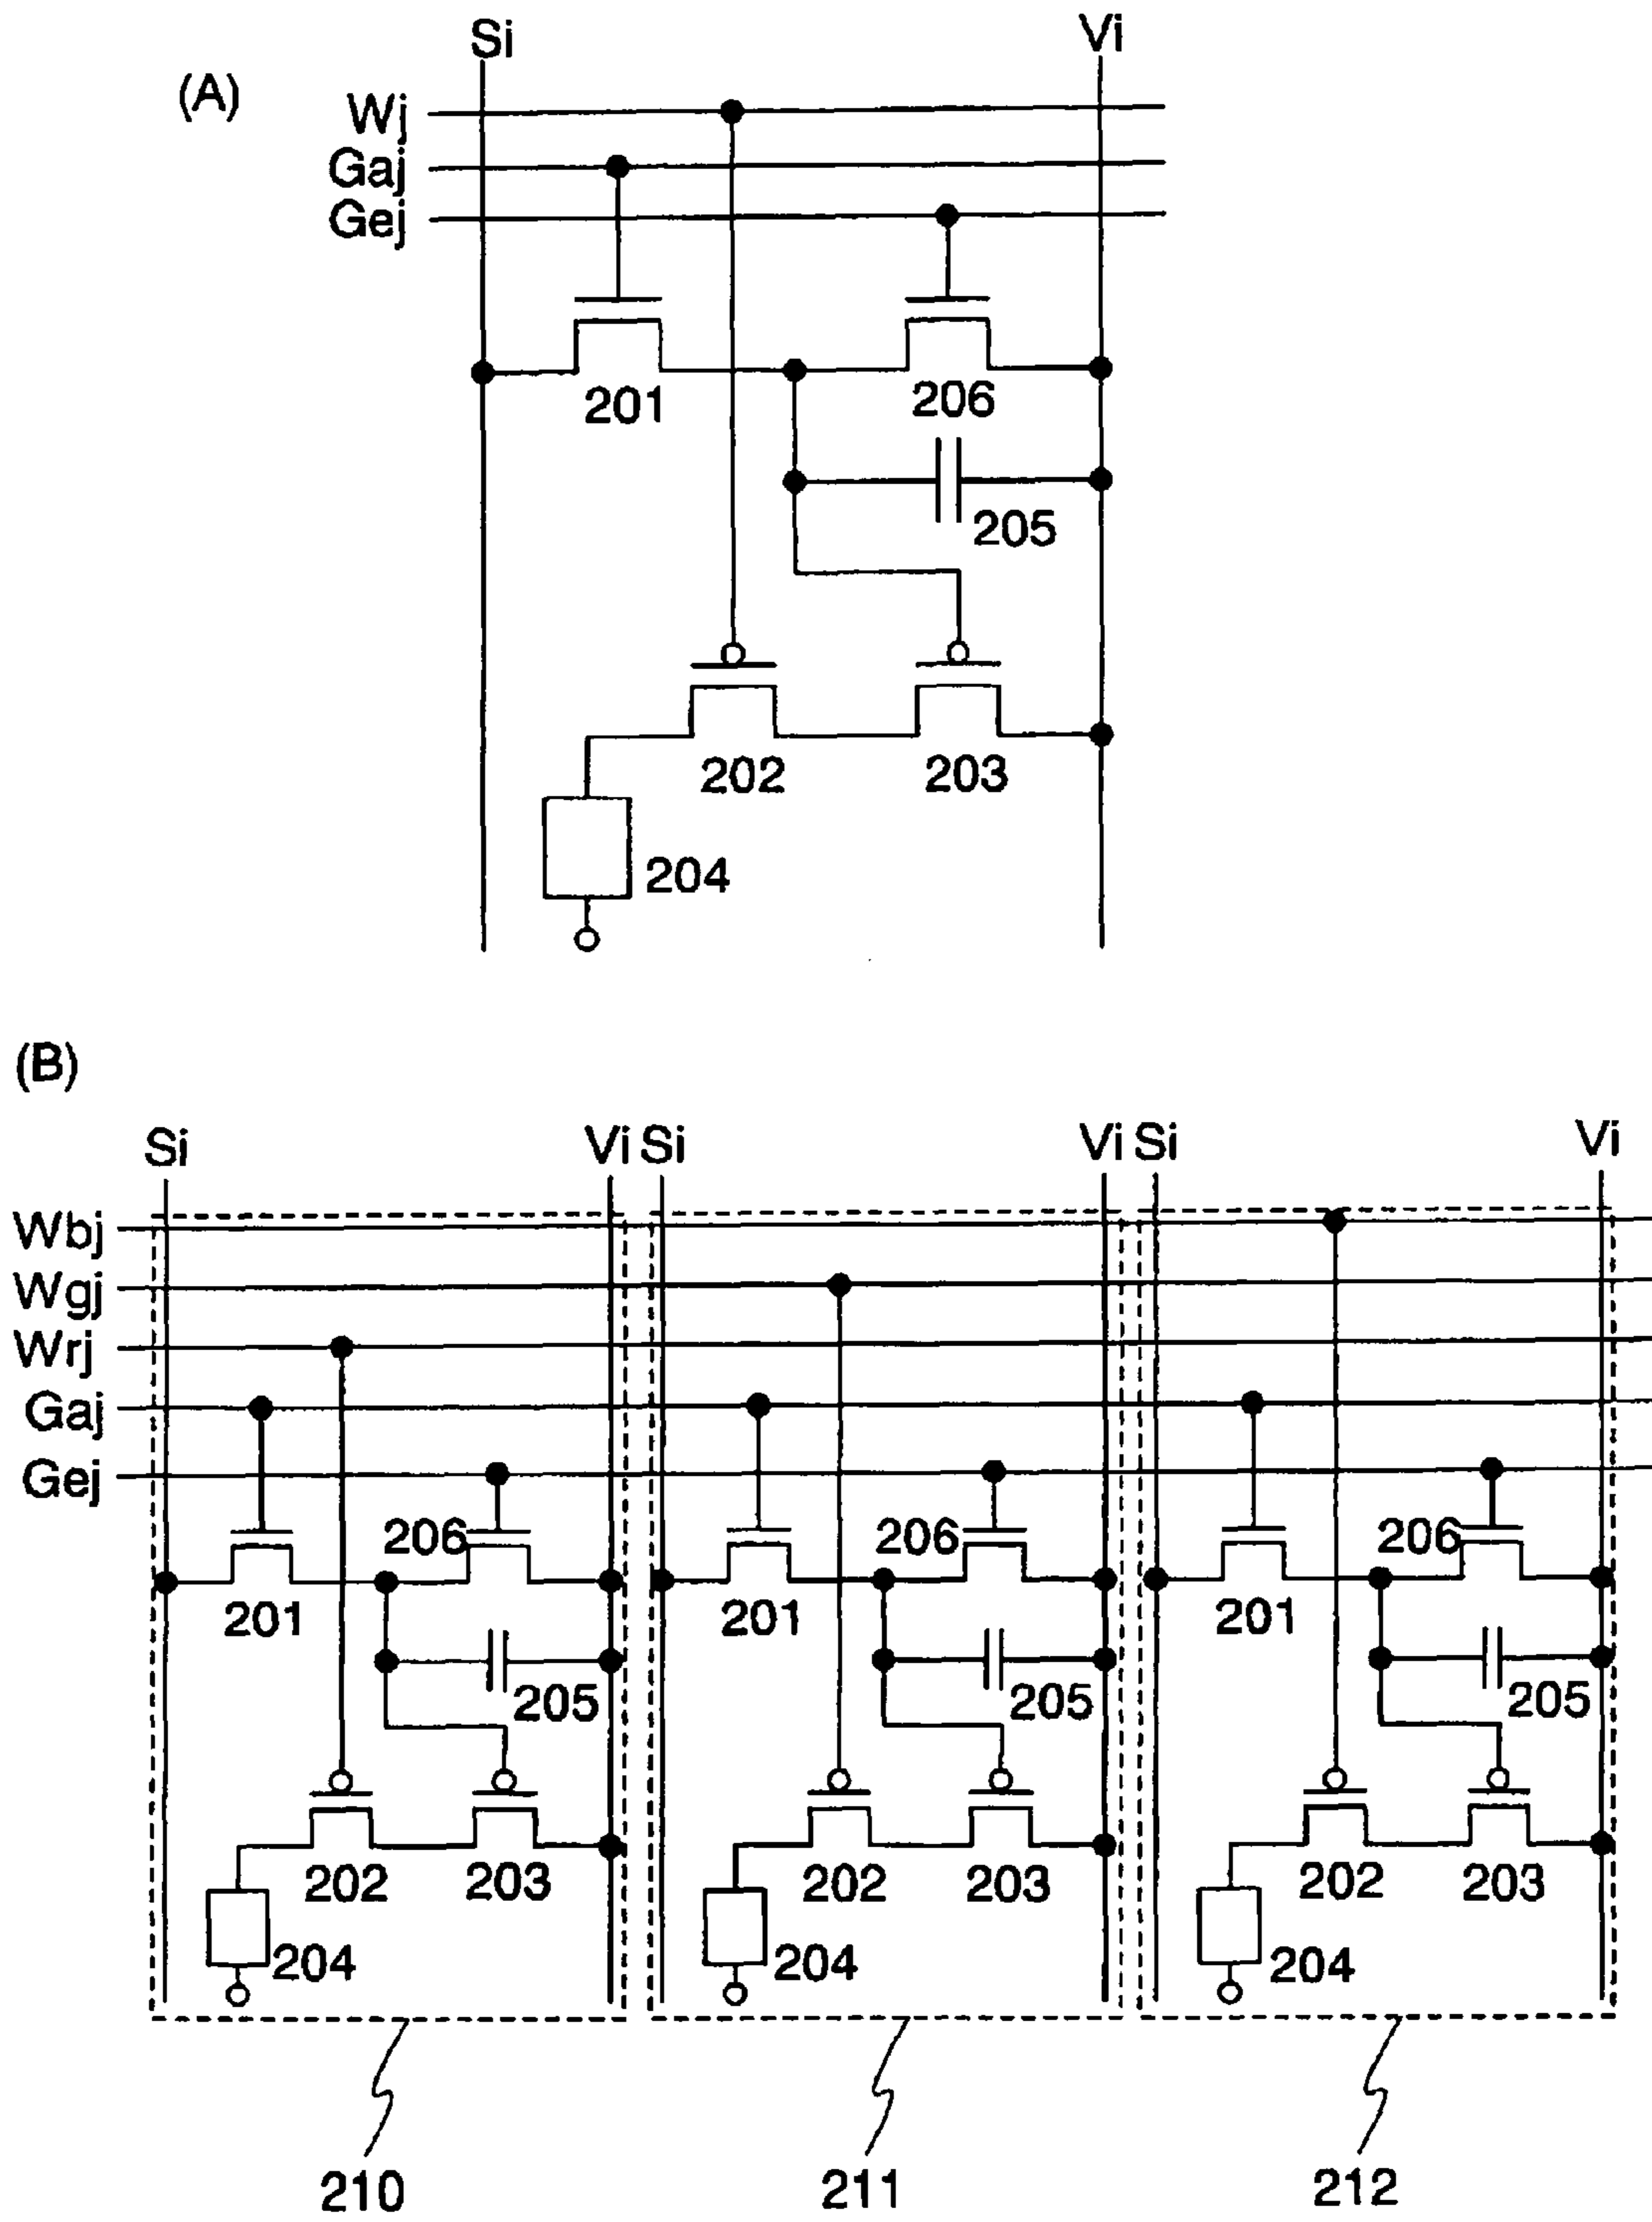 (A)
Si Vi
Wj
Gaj
Gej
201 206
205
202 203
204
(B)
Si Vi Si Vi Si Vi
Wbj
Wgj
Wrj
Gaj
Gej
206 206 206
201 201 201
205 205 205
202 203 202 203 202 203
204 204 204
210 211 212